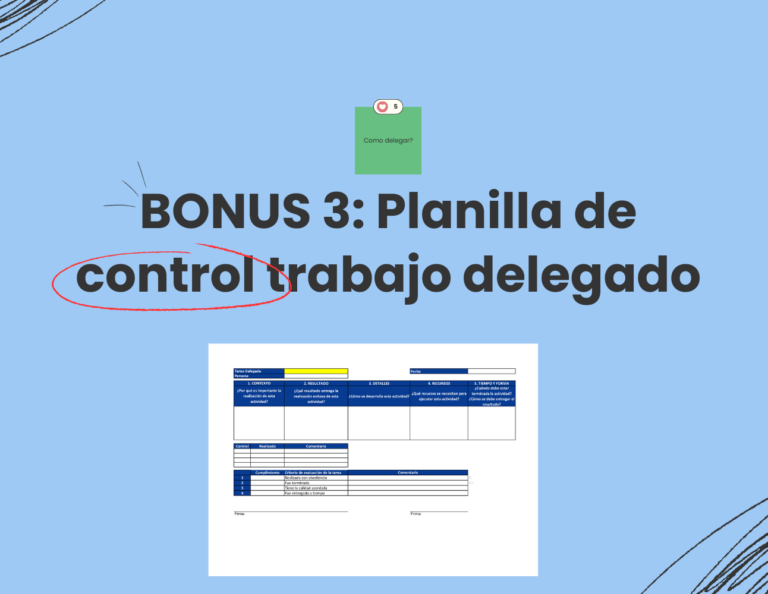 5
Como delegar?
BONUS 3: Planilla de
control trabajo delegado
Tarea Delegada
Fecha
Persona
1. CONTEXTO 2. RESULTADO 3. DETALLES 4. RECURSOS 5. TIEMPO Y FORMA
¿Por qué es importante la realización de esta actividad?
¿Qué resultado entrega la realización exitosa de esta actividad?
¿Cómo se desarrolla esta actividad?
¿Qué recursos se necesitan para ejecutar esta actividad?
¿Cuándo debe estar terminada la actividad? ¿Cómo se debe entregar el resultado?
Control Realizado Comentario
Cumplimiento Criterio de evaluación de la tarea Comentario
1 Realizada con obediencia
2 Fue terminada
3 Tiene la calidad acordada
4 Fue entregada a tiempo
Firma
Firma